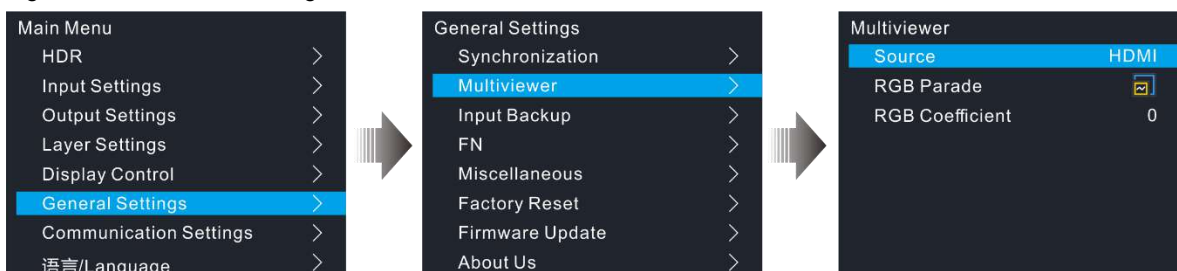 Main Menu
HDR
Input Settings
Output Settings
Layer Settings
Display Control
General Settings
Communication Settings
语言/Language
General Settings
Synchronization
Multiviewer
Input Backup
FN
Miscellaneous
Factory Reset
Firmware Update
About Us
Multiviewer
Source HDMI
RGB Parade
RGB Coefficient 0